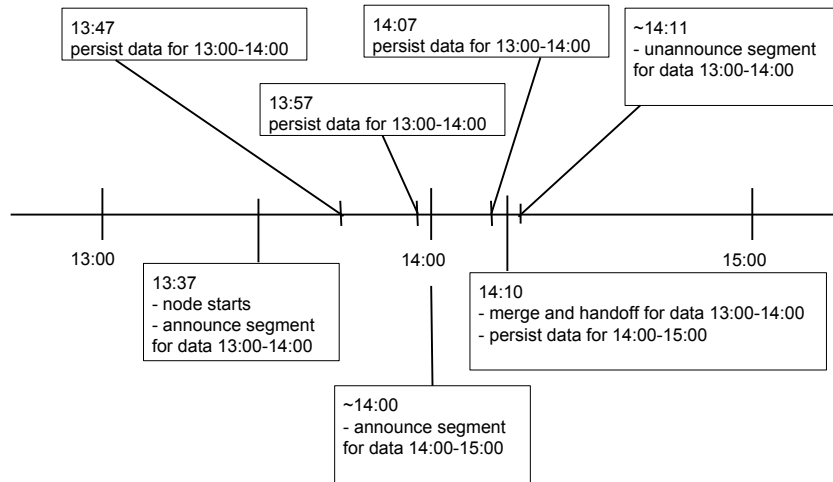 13:47
persist data for 13:00-14:00
14:07
persist data for 13:00-14:00
~14:11
- unannounce segment
for data 13:00-14:00
13:57
persist data for 13:00-14:00
13:00
14:00
15:00
13:37
- node starts
- announce segment
for data 13:00-14:00
14:10
- merge and handoff for data 13:00-14:00
- persist data for 14:00-15:00
~14:00
- announce segment
for data 14:00-15:00